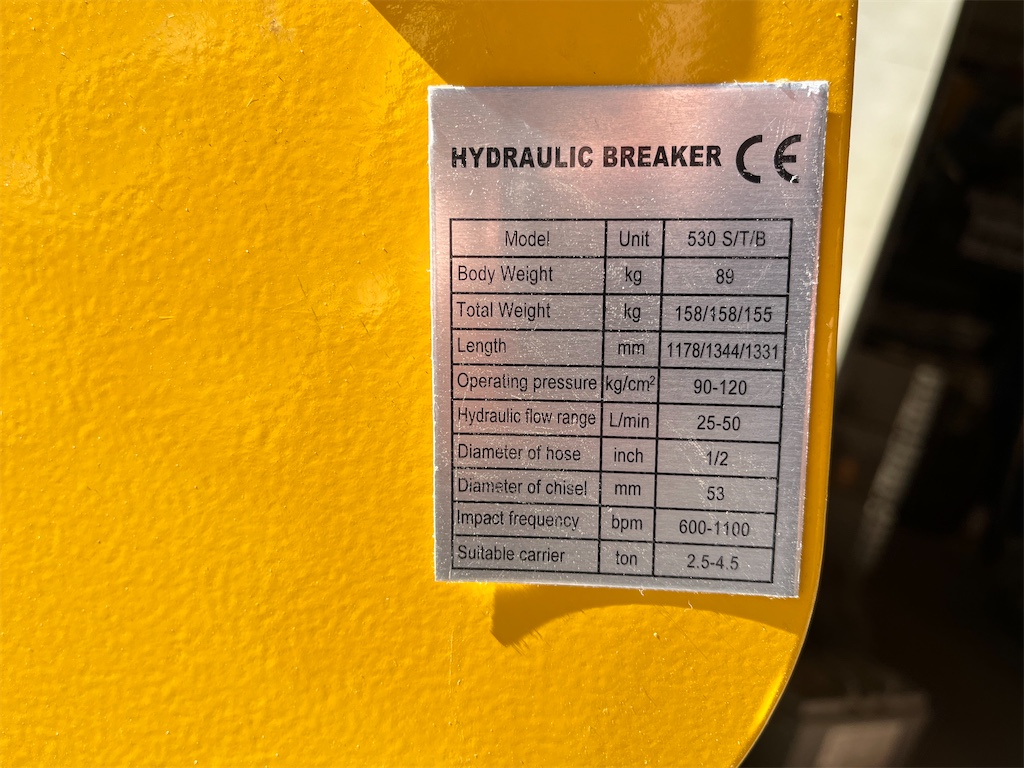 HYDRAULIC BREAKER CE
Model Unit 530 S/T/B
Body Weight kg 89
Total Weight kg 158/158/155
Length mm 1178/1344/1331
Operating pressure kg/cm² 90-120
Hydraulic flow range L/min 25-50
Diameter of hose inch 1/2
Diameter of chisel mm 53
Impact frequency bpm 600-1100
Suitable carrier ton 2.5-4.5